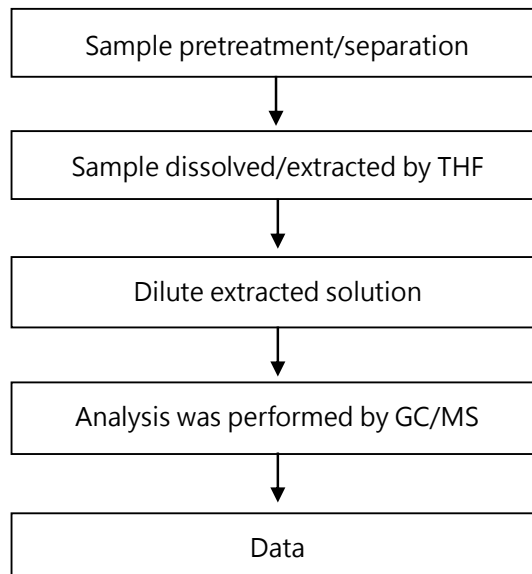 Sample pretreatment/separation
Sample dissolved/extracted by THF
Dilute extracted solution
Analysis was performed by GC/MS
Data